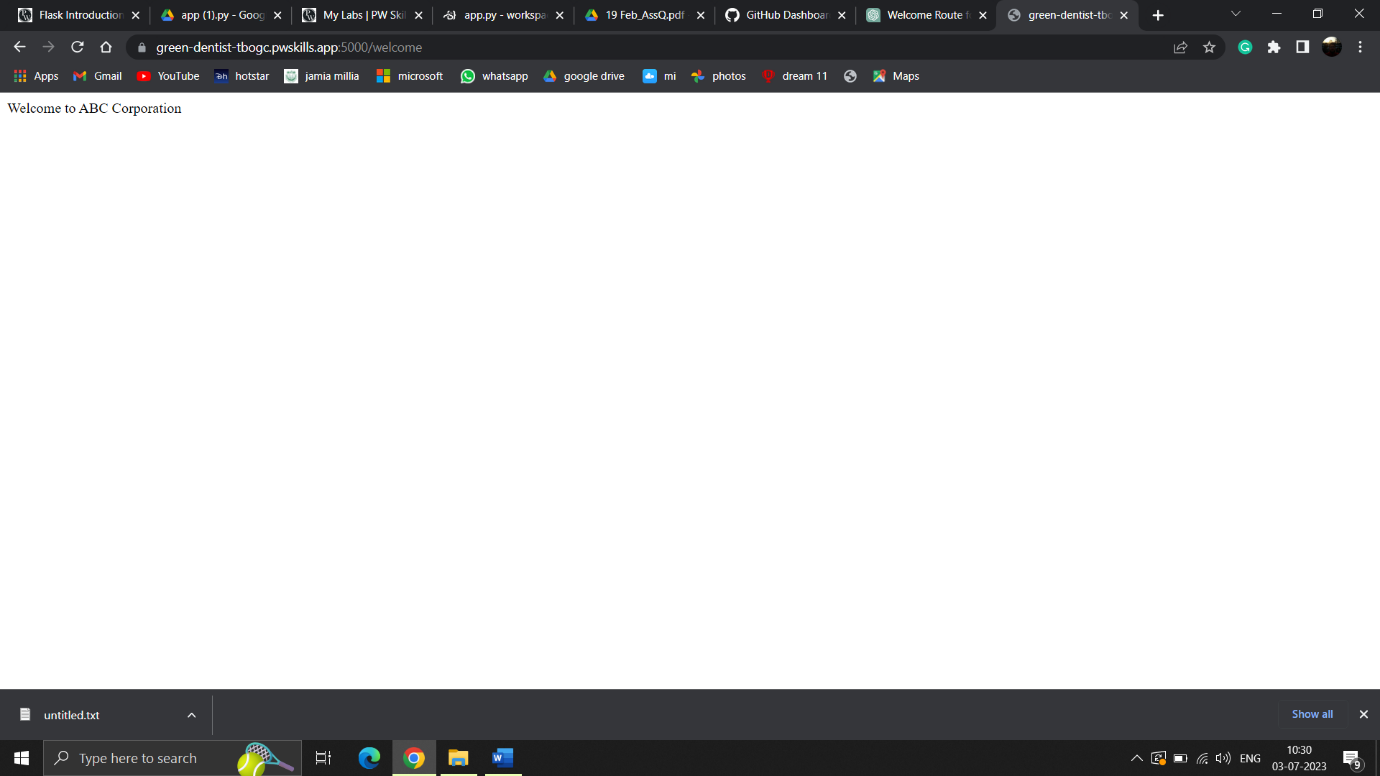 Flask Introduction
app (1).py - Goog
My Labs | PW Skil
app.py - workspa
19 Feb_AssQ.pdf
GitHub Dashboar
Welcome Route f
green-dentist-tbo
green-dentist-tbogc.pwskills.app:5000/welcome
Apps
Gmail
YouTube
hotstar
jamia millia
microsoft
whatsapp
google drive
mi
photos
dream 11
Maps
Welcome to ABC Corporation
untitled.txt
Show all
Type here to search
ENG
10:30
03-07-2023
9